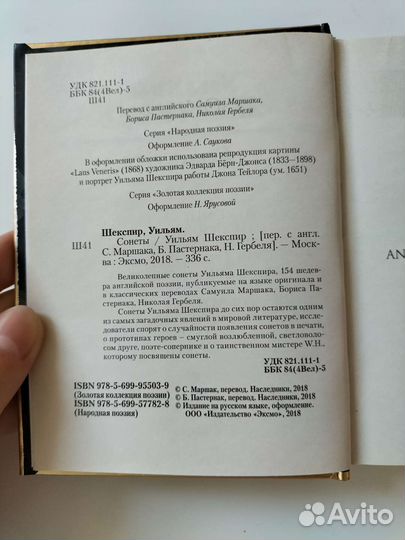 УДК 821.111-1
ББК 84(4Вел)-5
Ш41
Перевод с английского Самуила Маршака,
Бориса Пастернака, Николая Гербеля
Серия «Народная поэзия»
Оформление А. Саукова
В оформлении обложки использована репродукция картины
«Laus Veneris» (1868) художника Эдварда Бёрн-Джонса (1833—1898)
и портрет Уильяма Шекспира работы Джона Тейлора (ум. 1651)
Серия «Золотая коллекция поэзии»
Оформление Н. Ярусовой
Шекспир, Уильям.
Ш41 Сонеты / Уильям Шекспир ; [пер. с англ.
С. Маршака, Б. Пастернака, Н. Гербеля]. — Моск-
ва : Эксмо, 2018. — 336 с.
Великолепные сонеты Уильяма Шекспира, 154 шедев-
ра английской поэзии, публикуемые на языке оригинала и
в классических переводах Самуила Маршака, Бориса Пастер-
нака, Николая Гербеля.
Сонеты Уильяма Шекспира до сих пор остаются одним
из самых загадочных явлений в мировой литературе, иссле-
дователи спорят о случайности появления сонетов в печати,
о прототипах героев — смуглой возлюбленной, светловоло-
сом друге, поэте-сопернике и о таинственном мистере W.H.,
которому посвящены сонеты.
УДК 821.111-1
ББК 84(4Вел)-5
ISBN 978-5-699-95503-9
(Золотая коллекция поэзии)
ISBN 978-5-699-57782-8
(Народная поэзия)
© С. Маршак, перевод. Наследники, 2018
© Б. Пастернак, перевод. Наследники, 2018
© Издание на русском языке, оформление.
ООО «Издательство «Эксмо», 2018
AN
Avito